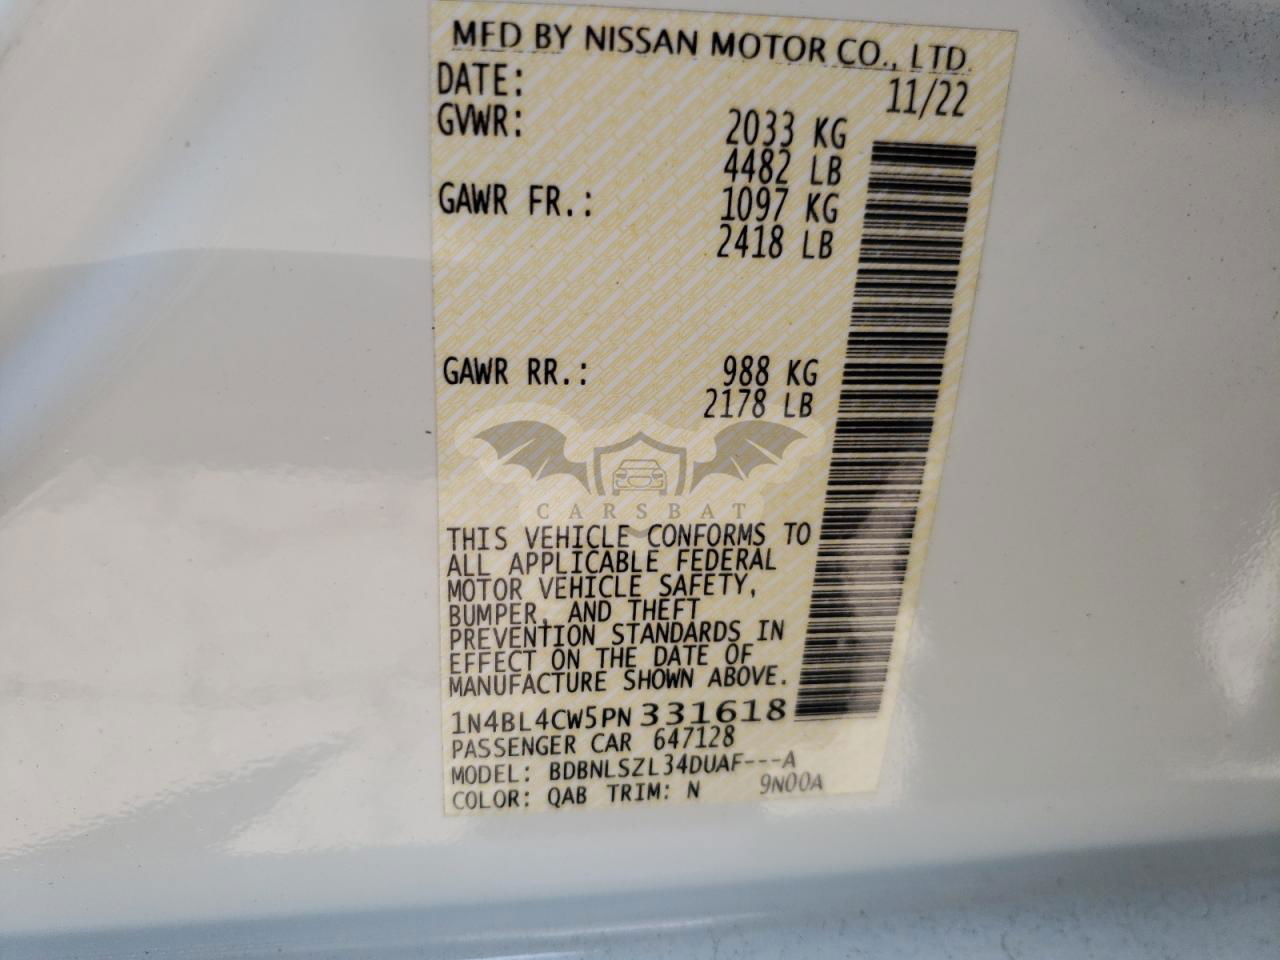 MFD BY NISSAN MOTOR CO., LTD.
DATE: 11/22
GVWR: 2033 KG
4482 LB
GAWR FR.: 1097 KG
2418 LB
GAWR RR.: 988 KG
2178 LB
CARSBAT
THIS VEHICLE CONFORMS TO
ALL APPLICABLE FEDERAL
MOTOR VEHICLE SAFETY,
BUMPER, AND THEFT
PREVENTION STANDARDS IN
EFFECT ON THE DATE OF
MANUFACTURE SHOWN ABOVE.
1N4BL4CW5PN331618
PASSENGER CAR 647128
MODEL: BDBNLSZL34DUAF---A
COLOR: QAB TRIM: N 9N00A